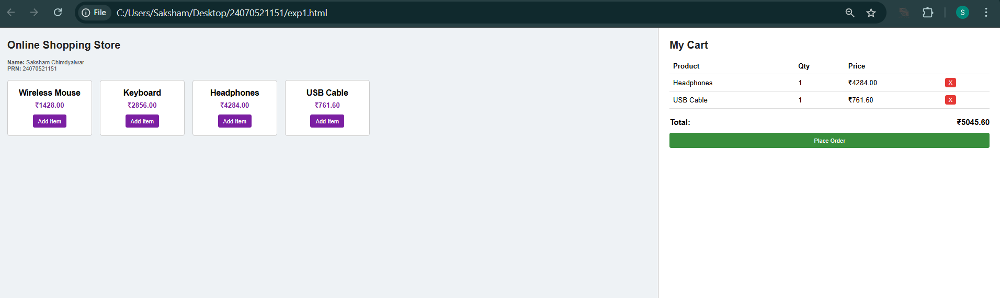 File C:/Users/Saksham/Desktop/24070521151/exp1.html S
Online Shopping Store
Name: Saksham Chimdyalwar
PRN: 24070521151
Wireless Mouse
₹1428.00
Add Item
Keyboard
₹2856.00
Add Item
Headphones
₹4284.00
Add Item
USB Cable
₹761.60
Add Item
My Cart
Product Qty Price
Headphones 1 ₹4284.00 X
USB Cable 1 ₹761.60 X
Total: ₹5045.60
Place Order